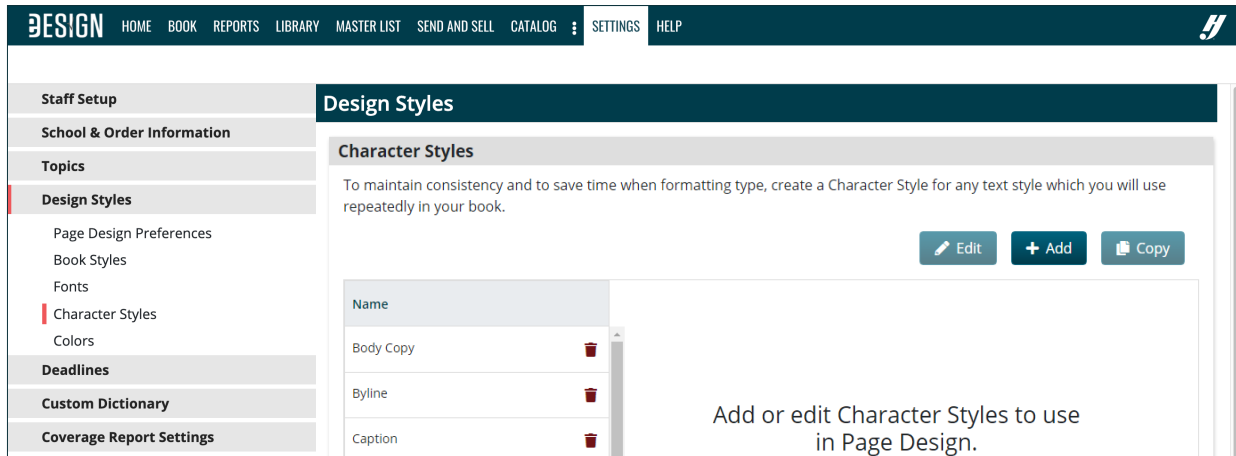 DESIGN HOME BOOK REPORTS LIBRARY MASTER LIST SEND AND SELL CATALOG SETTINGS HELP
Staff Setup
School & Order Information
Topics
Design Styles
Page Design Preferences
Book Styles
Fonts
Character Styles
Colors
Deadlines
Custom Dictionary
Coverage Report Settings
Design Styles
Character Styles
To maintain consistency and to save time when formatting type, create a Character Style for any text style which you will use
repeatedly in your book.
Edit Add Copy
Name
Body Copy
Byline
Caption
Add or edit Character Styles to use
in Page Design.